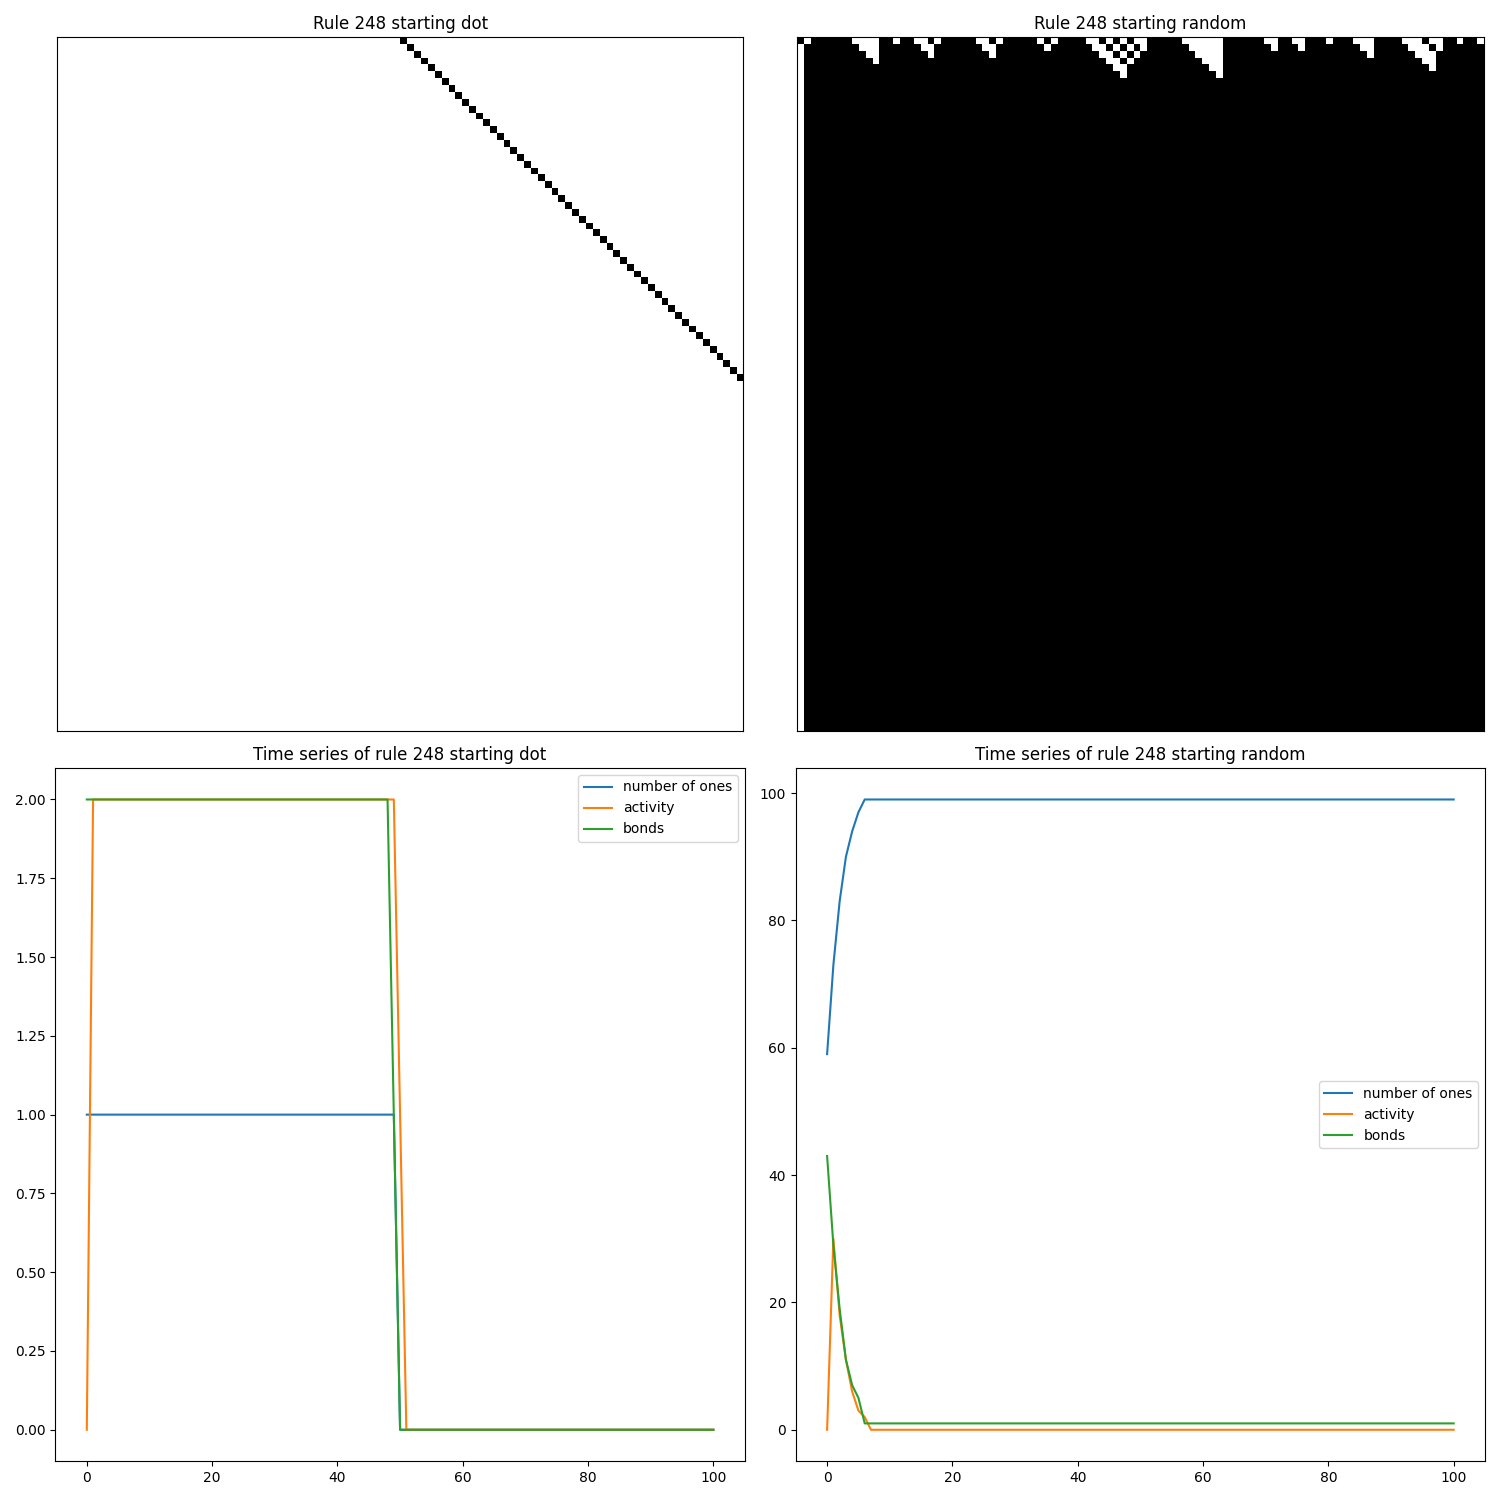 Rule 248 starting dot
Rule 248 starting random
Time series of rule 248 starting dot
2.00
1.75
1.50
1.25
1.00
0.75
0.50
0.25
0.00
0 20 40 60 80 100
number of ones
activity
bonds
Time series of rule 248 starting random
100
80
60
40
20
0
0 20 40 60 80 100
number of ones
activity
bonds